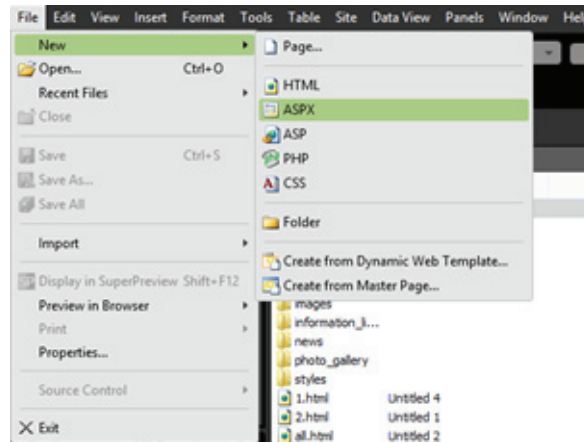 File Edit View Insert Format Tools Table Site Data View Panels Window Hel
New
Open... Ctrl+O
Recent Files
Close
Save Ctrl+S
Save As...
Save All
Import
Display in SuperPreview Shift+F12
Preview in Browser
Print
Properties...
Source Control
Exit
Page...
HTML
ASPX
ASP
PHP
CSS
Folder
Create from Dynamic Web Template...
Create from Master Page...
images
information_li...
news
photo_gallery
styles
1.html Untitled 4
2.html Untitled 1
all.html Untitled 2